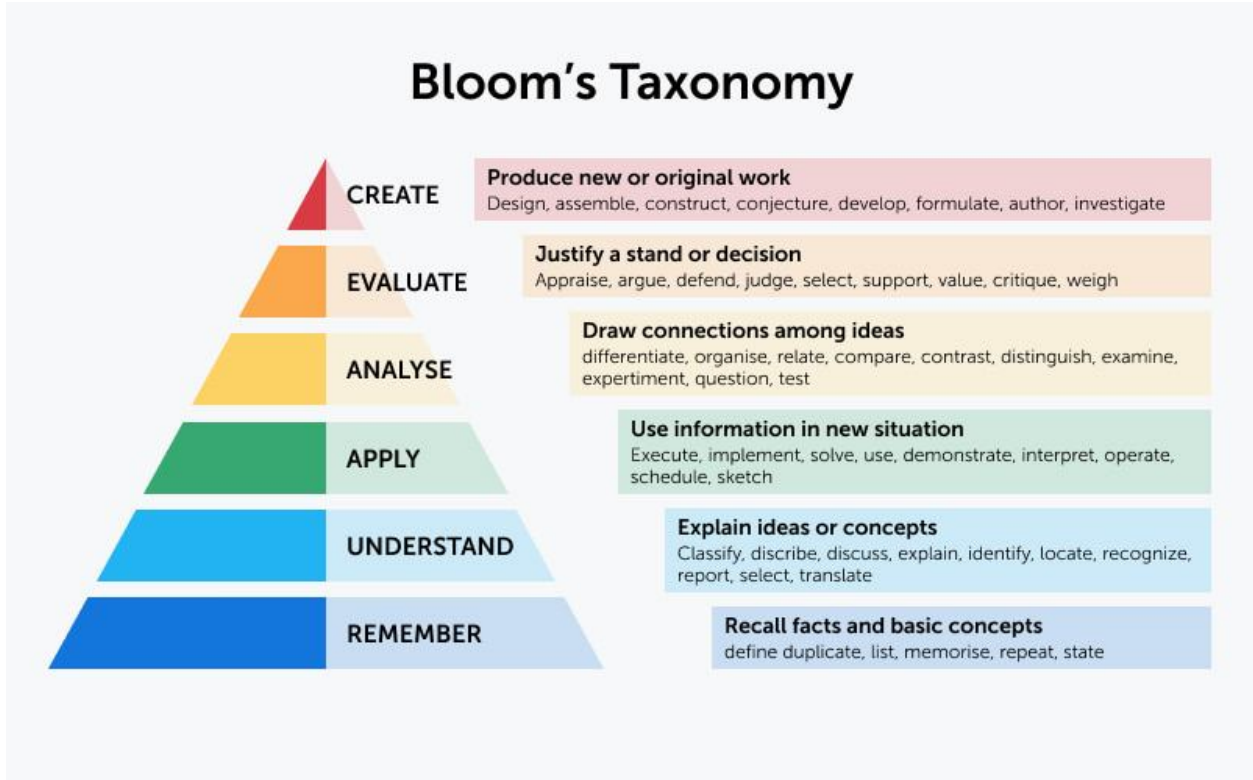 Bloom's Taxonomy
CREATE
Produce new or original work
Design, assemble, construct, conjecture, develop, formulate, author, investigate
EVALUATE
Justify a stand or decision
Appraise, argue, defend, judge, select, support, value, critique, weigh
ANALYSE
Draw connections among ideas
differentiate, organise, relate, compare, contrast, distinguish, examine,
expertiment, question, test
APPLY
Use information in new situation
Execute, implement, solve, use, demonstrate, interpret, operate,
schedule, sketch
UNDERSTAND
Explain ideas or concepts
Classify, discribe, discuss, explain, identify, locate, recognize,
report, select, translate
REMEMBER
Recall facts and basic concepts
define duplicate, list, memorise, repeat, state